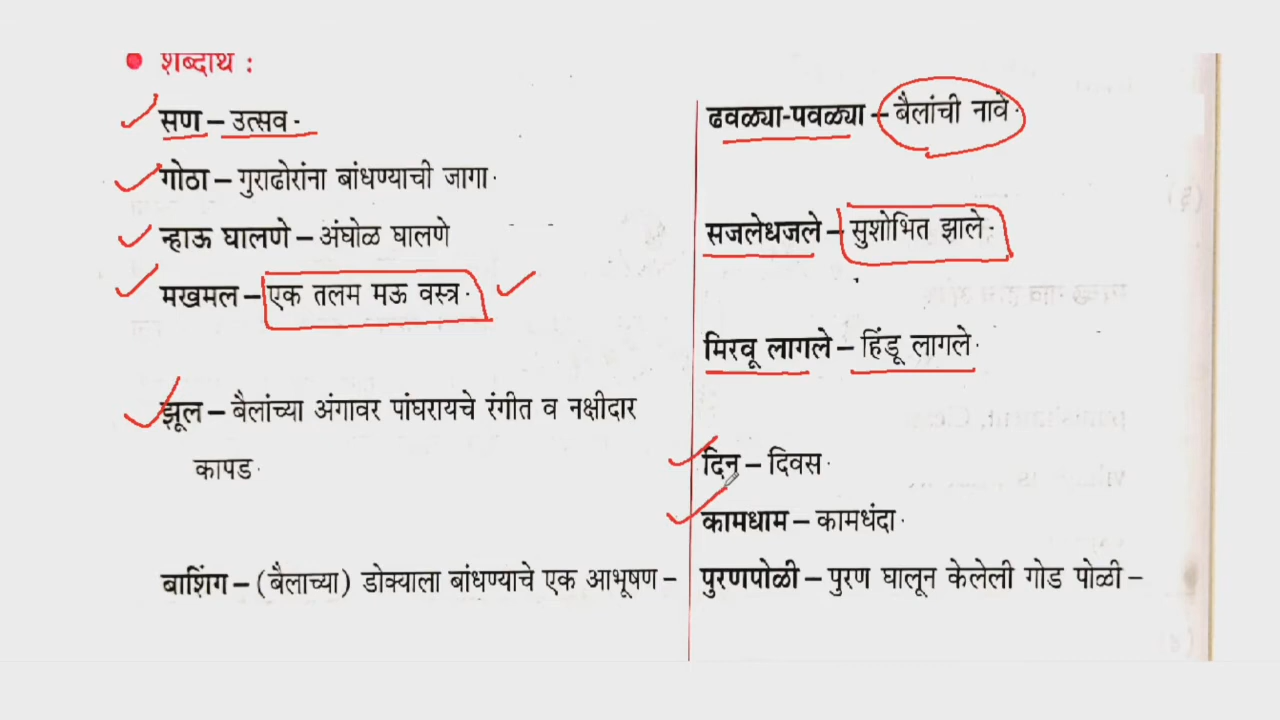 • शब्दार्थ :
सण – उत्सव.
गोठा – गुराढोरांना बांधण्याची जागा.
न्हाऊ घालणे – अंघोळ घालणे
मखमल – एक तलम मऊ वस्त्र.
झूल – बैलांच्या अंगावर पांघरायचे रंगीत व नक्षीदार
कापड.
बाशिंग – (बैलाच्या) डोक्याला बांधण्याचे एक आभूषण –
ढवळ्या-पवळ्या – बैलांची नावे.
सजलेधजले – सुशोभित झाले.
मिरवू लागले – हिंडू लागले.
दिन – दिवस.
कामधाम – कामधंदा.
पुरणपोळी – पुरण घालून केलेली गोड पोळी –